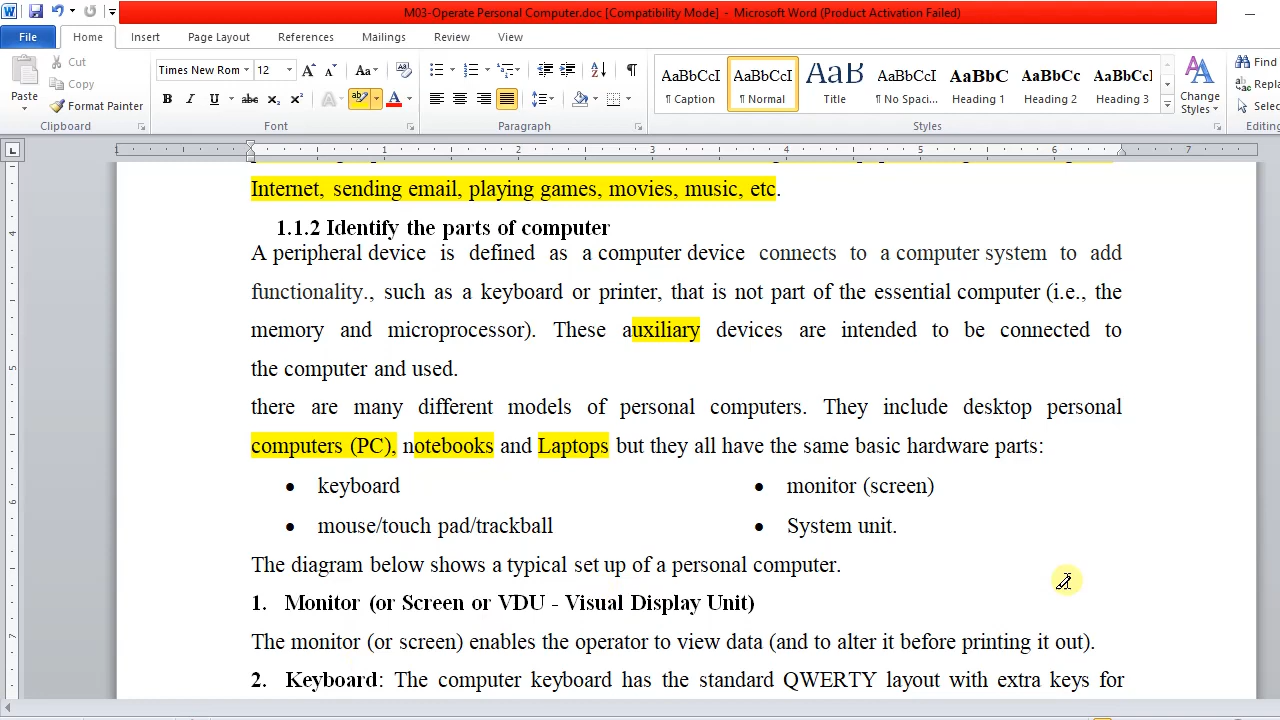 M03-Operate Personal Computer.doc [Compatibility Mode] - Microsoft Word (Product Activation Failed)
File Home Insert Page Layout References Mailings Review View
Paste
Cut
Copy
Format Painter
Times New Rom 12
AaBbCcI AaBbCcI AaB AaBbCcI AaBbC AaBbCc AaBbCcI
¶ Caption ¶ Normal Title ¶ No Spaci... Heading 1 Heading 2 Heading 3
Change Styles
Find
Repla
Selec
Clipboard Font Paragraph Styles Editing
Internet, sending email, playing games, movies, music, etc.
1.1.2 Identify the parts of computer
A peripheral device is defined as a computer device connects to a computer system to add
functionality., such as a keyboard or printer, that is not part of the essential computer (i.e., the
memory and microprocessor). These auxiliary devices are intended to be connected to
the computer and used.
there are many different models of personal computers. They include desktop personal
computers (PC), notebooks and Laptops but they all have the same basic hardware parts:
• keyboard • monitor (screen)
• mouse/touch pad/trackball • System unit.
The diagram below shows a typical set up of a personal computer.
1. Monitor (or Screen or VDU - Visual Display Unit)
The monitor (or screen) enables the operator to view data (and to alter it before printing it out).
2. Keyboard: The computer keyboard has the standard QWERTY layout with extra keys for